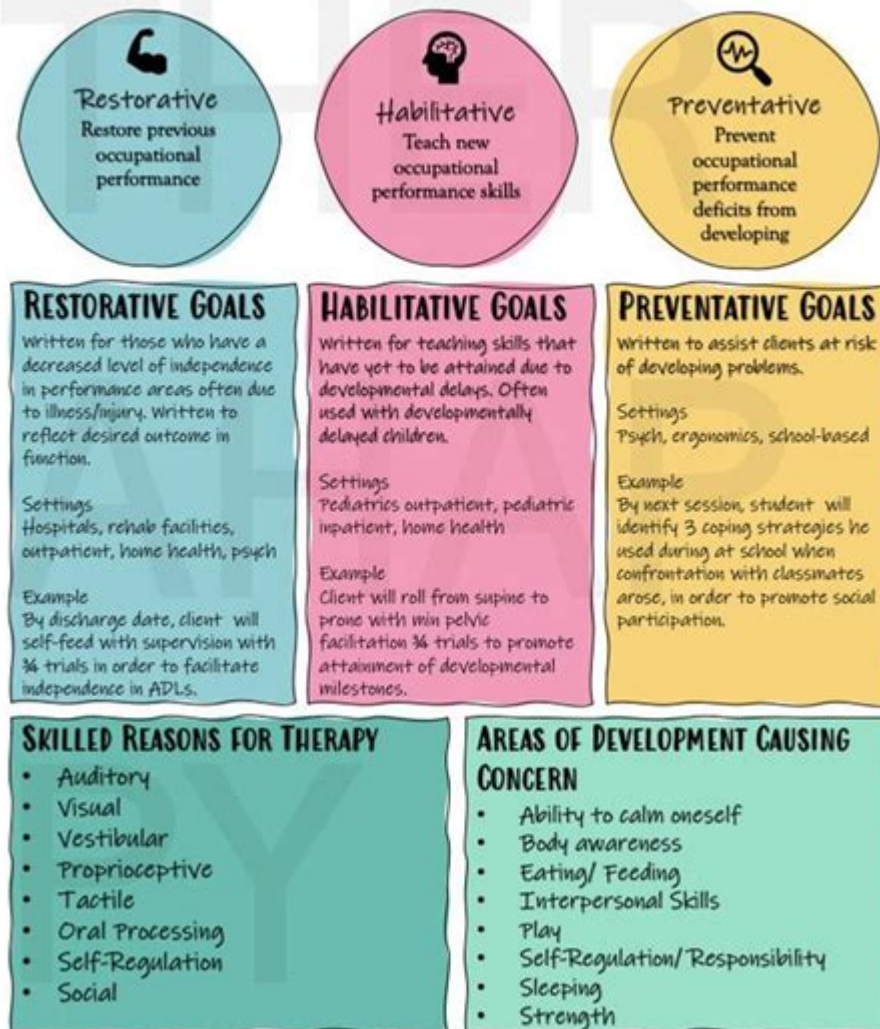 Restorative
Restore previous
occupational
performance
Habilitative
Teach new
occupational
performance skills
Preventative
Prevent
occupational
performance
deficits from
developing
RESTORATIVE GOALS
Written for those who have a
decreased level of independence
in performance areas often due
to illness/injury. Written to
reflect desired outcome in
function.
Settings
Hospitals, rehab facilities,
outpatient, home health, psych
Example
By discharge date, client will
self-feed with supervision with
¾ trials in order to facilitate
independence in ADLs.
HABILITATIVE GOALS
Written for teaching skills that
have yet to be attained due to
developmental delays. Often
used with developmentally
delayed children.
Settings
Pediatrics outpatient, pediatric
inpatient, home health
Example
Client will roll from supine to
prone with min pelvic
facilitation ¾ trials to promote
attainment of developmental
milestones.
PREVENTATIVE GOALS
Written to assist clients at risk
of developing problems.
Settings
Psych, ergonomics, school-based
Example
By next session, student will
identify 3 coping strategies he
used during at school when
confrontation with classmates
arose, in order to promote social
participation.
SKILLED REASONS FOR THERAPY
• Auditory
• Visual
• Vestibular
• Proprioceptive
• Tactile
• Oral Processing
• Self-Regulation
• Social
AREAS OF DEVELOPMENT CAUSING
CONCERN
• Ability to calm oneself
• Body awareness
• Eating/ Feeding
• Interpersonal Skills
• Play
• Self-Regulation/ Responsibility
• Sleeping
• Strength